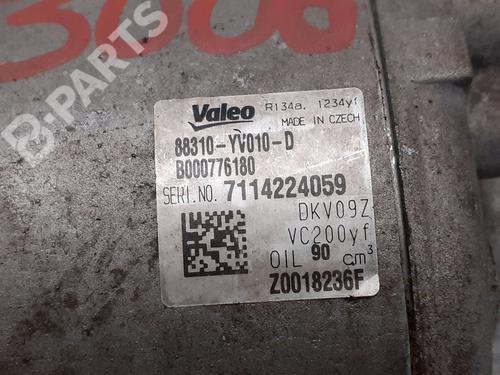 3006
B-PARTS
Valeo R134a. 1234yf
MADE IN CZECH
88310-YV010-D
B000776180
SERI.NO. 7114224059
DKV09Z
VC200yf
OIL 90 cm³
Z0018236F